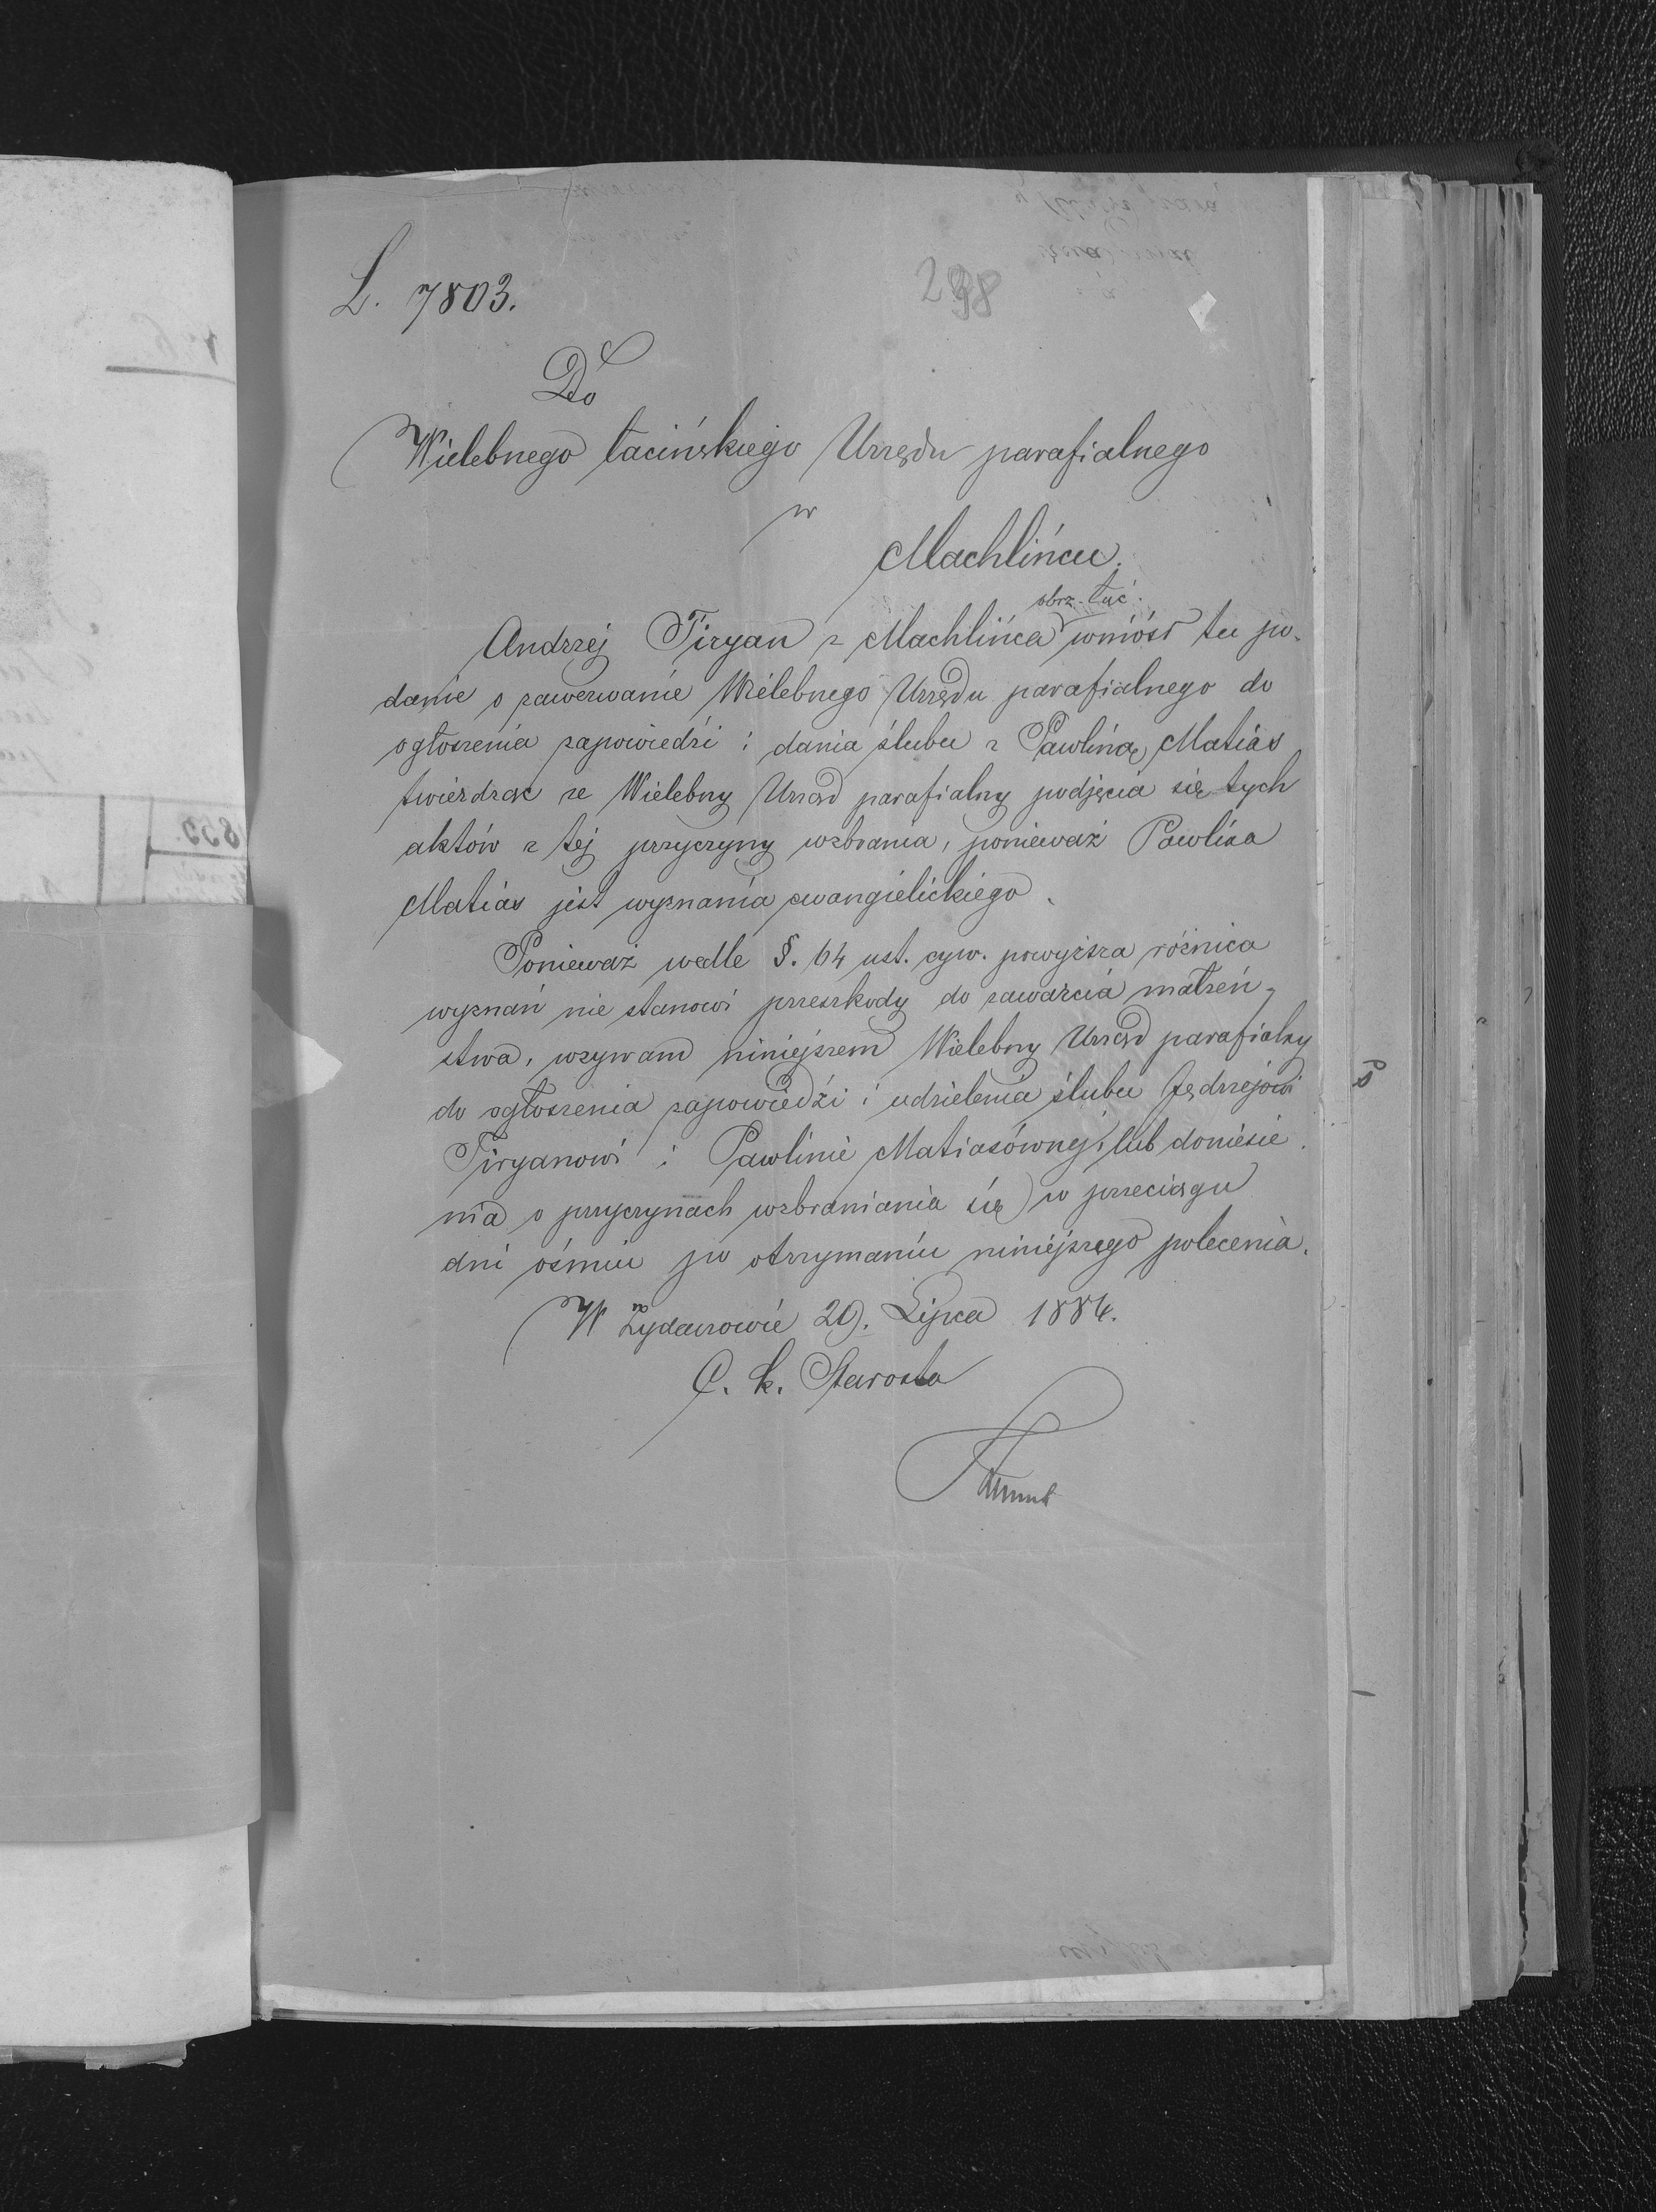 L. 7803.
298
Do
Wielebnego łacińskiego Urzędu parafialnego
w
Machlińcu.
obrz. łać.
Andrzej Tiryan z Machlińca wniósł tu po-
danie o zawezwanie Wielebnego Urzędu parafialnego do
ogłoszenia zapowiedzi i dania ślubu z Pawliną Matias
twierdząc że Wielebny Urząd parafialny podjęcia się tych
aktów z tej przyczyny wzbrania, ponieważ Pawlina
Matias jest wyznania ewangielickiego.
Ponieważ wedle §. 64 ust. cyw. powyższa różnica
wyznań nie stanowi przeszkody do zawarcia małżeń-
stwa, wzywam niniejszem Wielebny Urząd parafialny
do ogłoszenia zapowiedzi i udzielenia ślubu Jędrzejowi
Tiryanowi i Pawlinie Matiasównej, lub doniesie-
nia o przyczynach wzbraniania się w przeciągu
dni ośmiu po otrzymaniu niniejszego polecenia.
W Żydaczowie 29. Lipca 1884.
C. k. Starosta